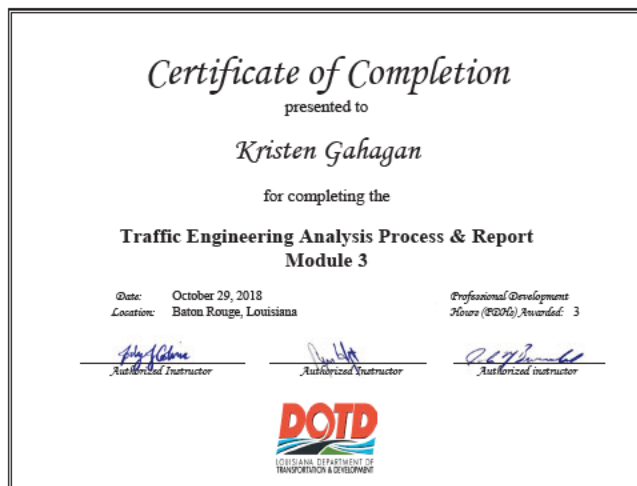 Certificate of Completion
presented to
Kristen Gahagan
for completing the
Traffic Engineering Analysis Process & Report
Module 3
Date: October 29, 2018
Location: Baton Rouge, Louisiana
Professional Development
Hours (PDHs) Awarded: 3
Authorized Instructor
Authorized Instructor
Authorized instructor
DOTD
LOUISIANA DEPARTMENT OF
TRANSPORTATION & DEVELOPMENT